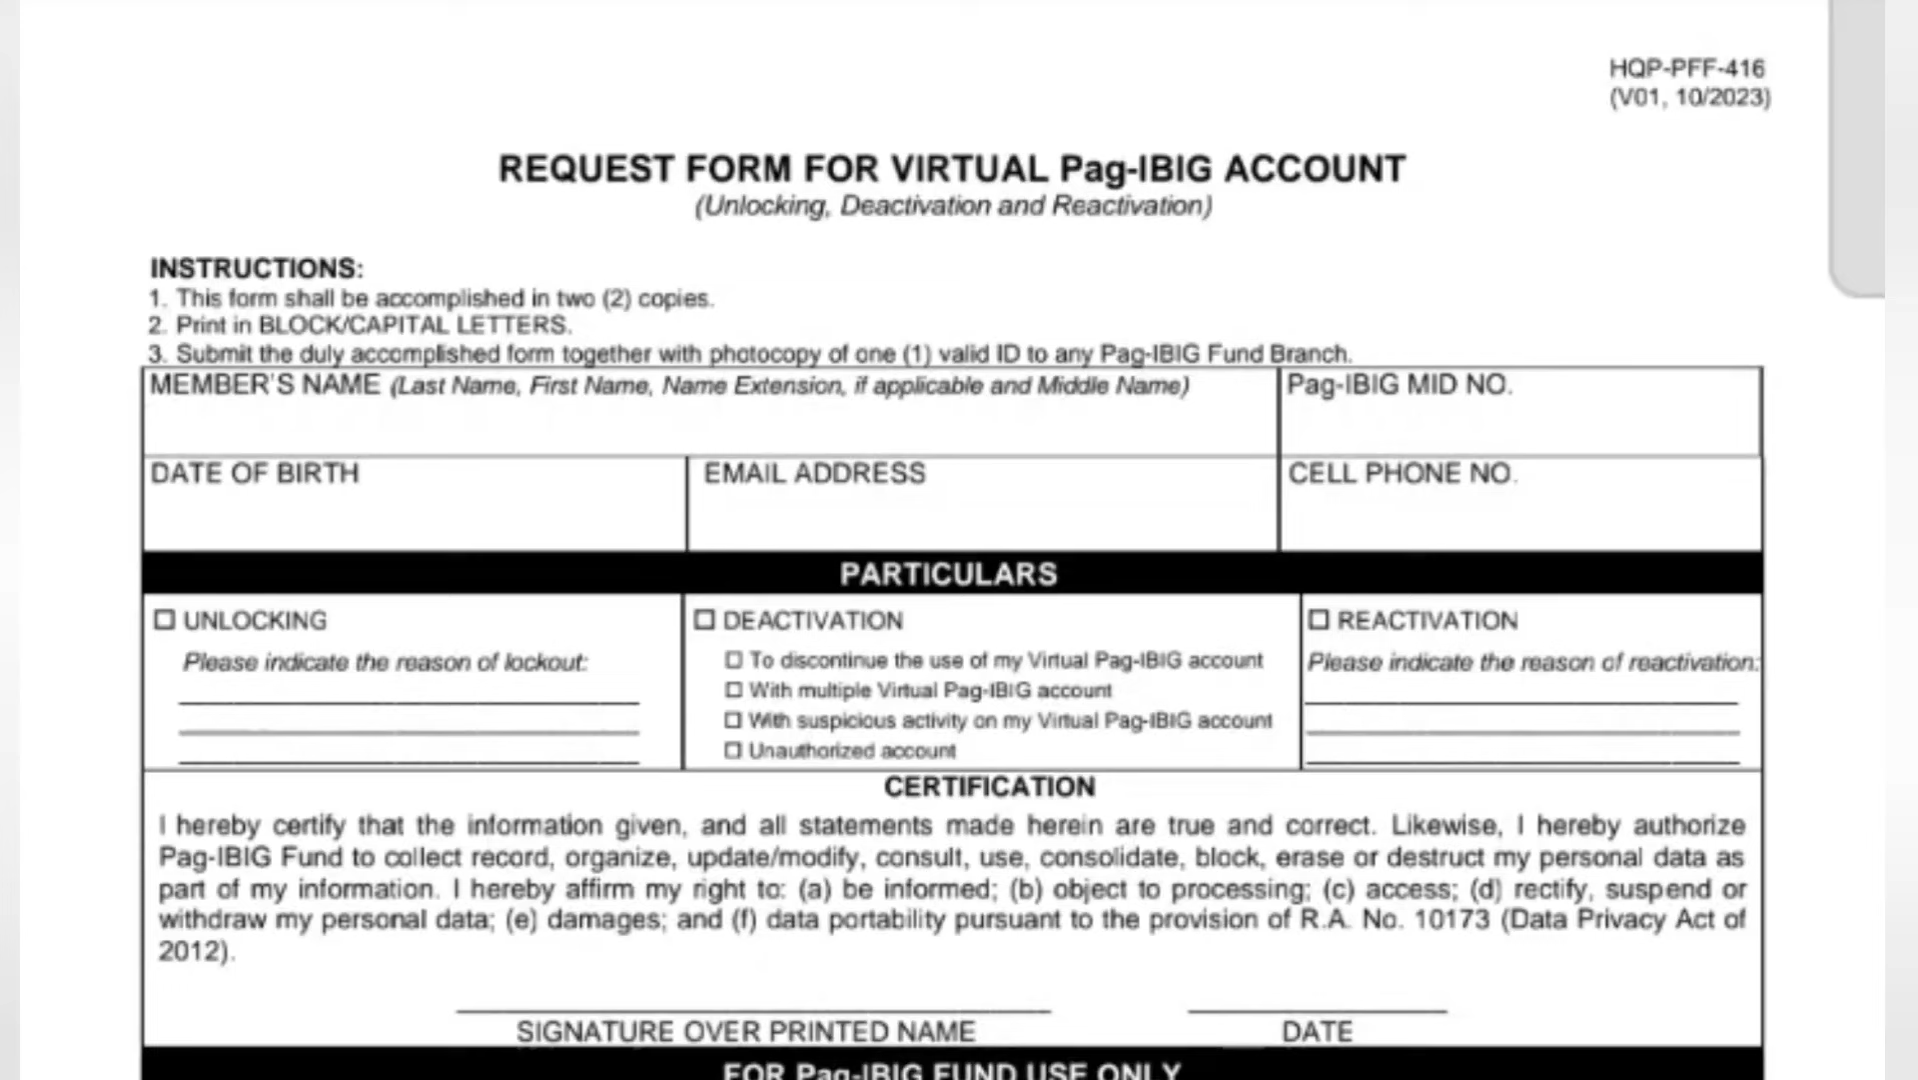 HQP-PFF-416
(V01, 10/2023)
REQUEST FORM FOR VIRTUAL Pag-IBIG ACCOUNT
(Unlocking, Deactivation and Reactivation)
INSTRUCTIONS:
1. This form shall be accomplished in two (2) copies.
2. Print in BLOCK/CAPITAL LETTERS.
3. Submit the duly accomplished form together with photocopy of one (1) valid ID to any Pag-IBIG Fund Branch.
MEMBER'S NAME (Last Name, First Name, Name Extension, if applicable and Middle Name)
Pag-IBIG MID NO.
DATE OF BIRTH
EMAIL ADDRESS
CELL PHONE NO.
PARTICULARS
☐ UNLOCKING
Please indicate the reason of lockout:
☐ DEACTIVATION
☐ To discontinue the use of my Virtual Pag-IBIG account
☐ With multiple Virtual Pag-IBIG account
☐ With suspicious activity on my Virtual Pag-IBIG account
☐ Unauthorized account
☐ REACTIVATION
Please indicate the reason of reactivation:
CERTIFICATION
I hereby certify that the information given, and all statements made herein are true and correct. Likewise, I hereby authorize
Pag-IBIG Fund to collect record, organize, update/modify, consult, use, consolidate, block, erase or destruct my personal data as
part of my information. I hereby affirm my right to: (a) be informed; (b) object to processing; (c) access; (d) rectify, suspend or
withdraw my personal data; (e) damages; and (f) data portability pursuant to the provision of R.A. No. 10173 (Data Privacy Act of
2012).
SIGNATURE OVER PRINTED NAME
DATE
FOR Pag-IBIG FUND USE ONLY